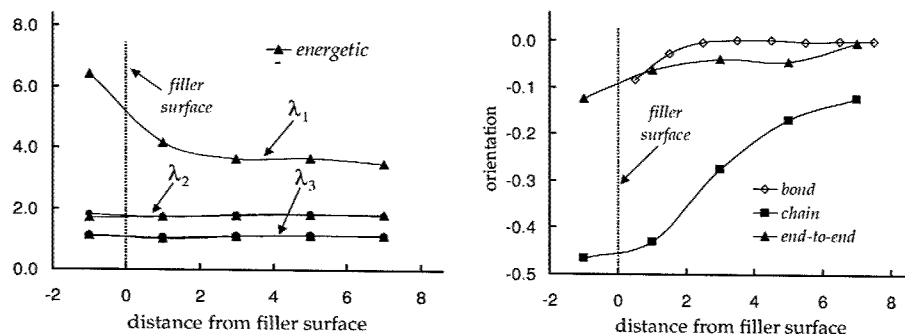 8.0
6.0
4.0
2.0
0.0
-2
0
2
4
6
8
energetic
filler
surface
λ1
λ2
λ3
distance from filler surface
0.0
-0.1
-0.2
-0.3
-0.4
-0.5
-2
0
2
4
6
8
orientation
filler
surface
bond
chain
end-to-end
distance from filler surface